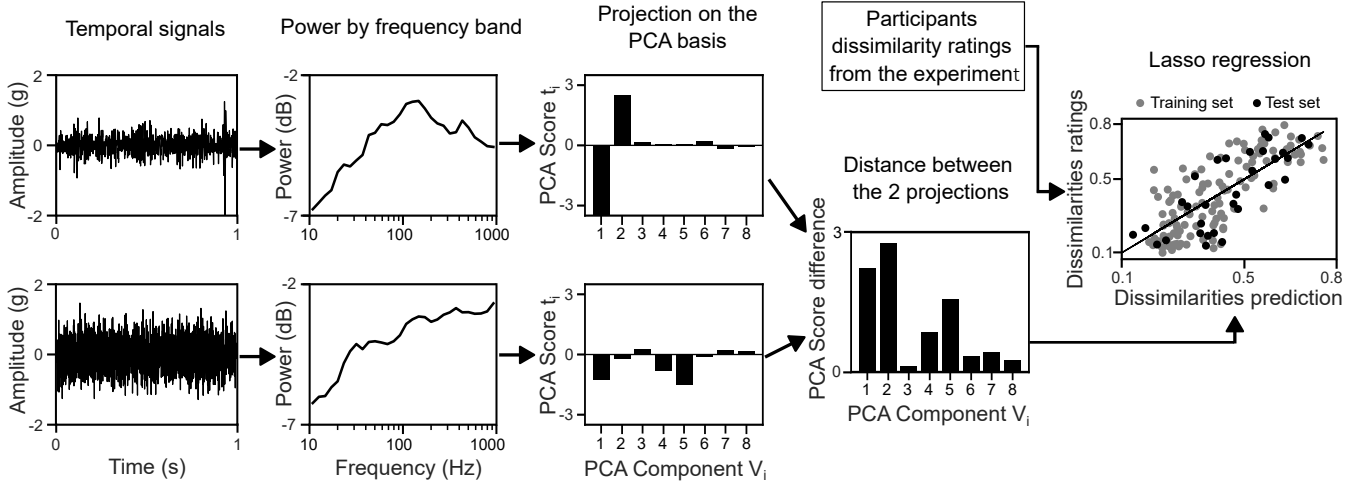 Temporal signals
Amplitude (g)
2
0
-2
0
1
Amplitude (g)
2
0
-2
0
1
Time (s)
Power by frequency band
Power (dB)
-2
-7
10
100
1000
Power (dB)
-2
-7
10
100
1000
Frequency (Hz)
Projection on the
PCA basis
PCA Score ti
3
0
-3
1 2 3 4 5 6 7 8
PCA Score ti
3
0
-3
1 2 3 4 5 6 7 8
PCA Component Vi
Participants
dissimilarity ratings
from the experiment
Distance between
the 2 projections
PCA Score difference
3
0
1 2 3 4 5 6 7 8
PCA Component Vi
Lasso regression
Training set
Test set
Dissimilarities ratings
0.8
0.5
0.1
0.1
0.5
0.8
Dissimilarities prediction